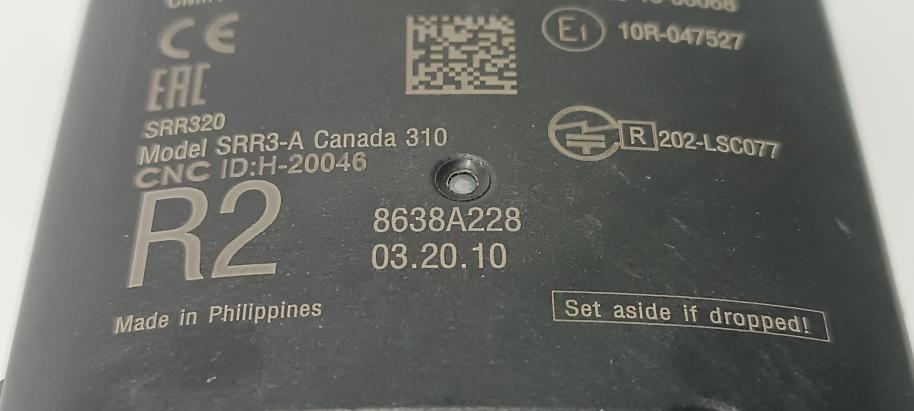 CE
E1 10R-047527
EAC
SRR320
Model SRR3-A Canada 310
CNC ID:H-20046
R 202-LSC077
R2
8638A228
03.20.10
Made in Philippines
Set aside if dropped!